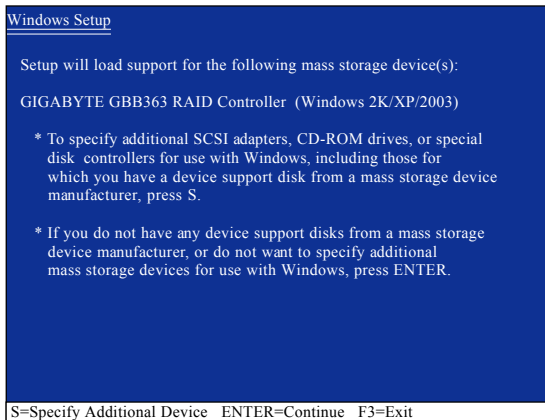 Windows Setup
Setup will load support for the following mass storage device(s):
GIGABYTE GBB363 RAID Controller (Windows 2K/XP/2003)
* To specify additional SCSI adapters, CD-ROM drives, or special
disk controllers for use with Windows, including those for
which you have a device support disk from a mass storage device
manufacturer, press S.
* If you do not have any device support disks from a mass storage
device manufacturer, or do not want to specify additional
mass storage devices for use with Windows, press ENTER.
S=Specify Additional Device ENTER=Continue F3=Exit